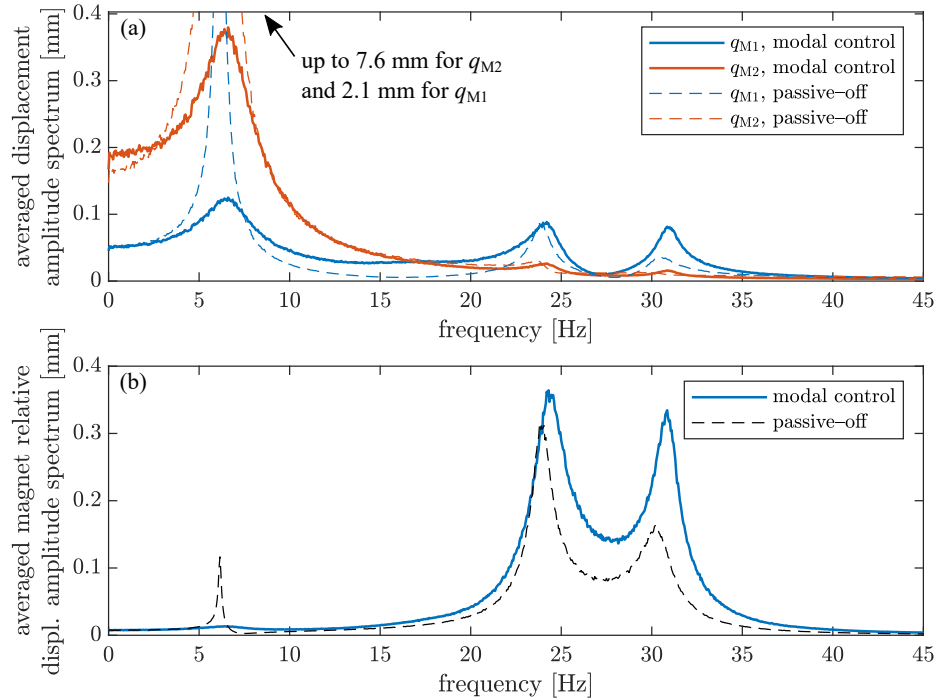 averaged displacement
amplitude spectrum [mm]
0.4
0.3
0.2
0.1
0
(a)
up to 7.6 mm for qM2
and 2.1 mm for qM1
qM1, modal control
qM2, modal control
qM1, passive–off
qM2, passive–off
0 5 10 15 20 25 30 35 40 45
frequency [Hz]
averaged magnet relative
displ. amplitude spectrum [mm]
0.4
0.3
0.2
0.1
0
(b)
modal control
passive–off
0 5 10 15 20 25 30 35 40 45
frequency [Hz]